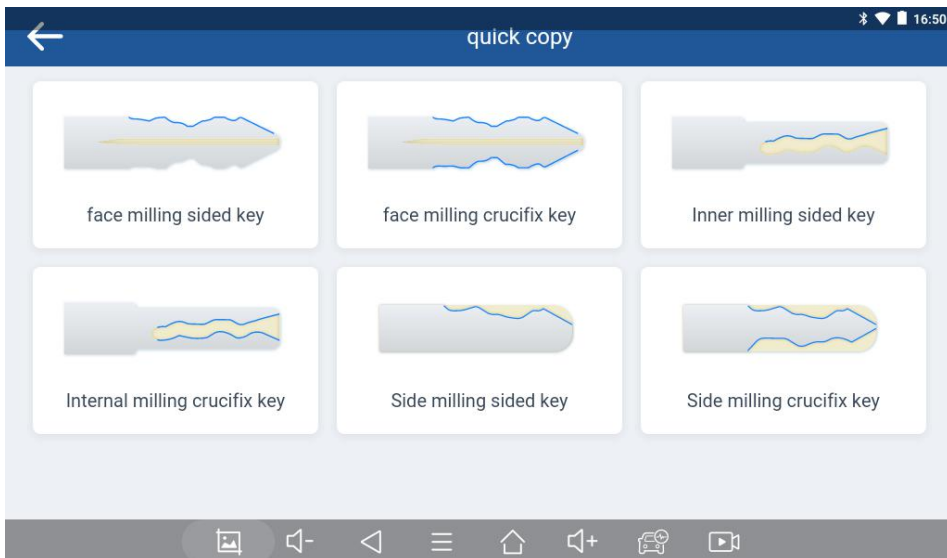 16:50
quick copy
face milling sided key
face milling crucifix key
Inner milling sided key
Internal milling crucifix key
Side milling sided key
Side milling crucifix key